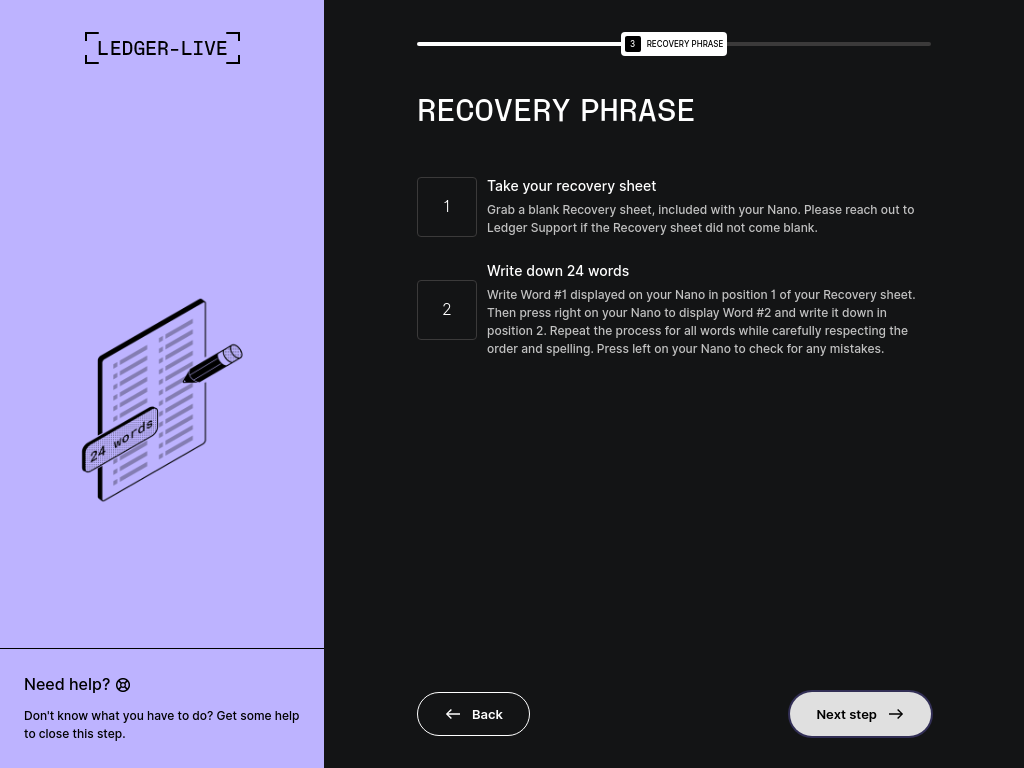 LEDGER-LIVE
24 words
Need help?
Don't know what you have to do? Get some help
to close this step.
3 RECOVERY PHRASE
RECOVERY PHRASE
1
Take your recovery sheet
Grab a blank Recovery sheet, included with your Nano. Please reach out to
Ledger Support if the Recovery sheet did not come blank.
2
Write down 24 words
Write Word #1 displayed on your Nano in position 1 of your Recovery sheet.
Then press right on your Nano to display Word #2 and write it down in
position 2. Repeat the process for all words while carefully respecting the
order and spelling. Press left on your Nano to check for any mistakes.
Back
Next step